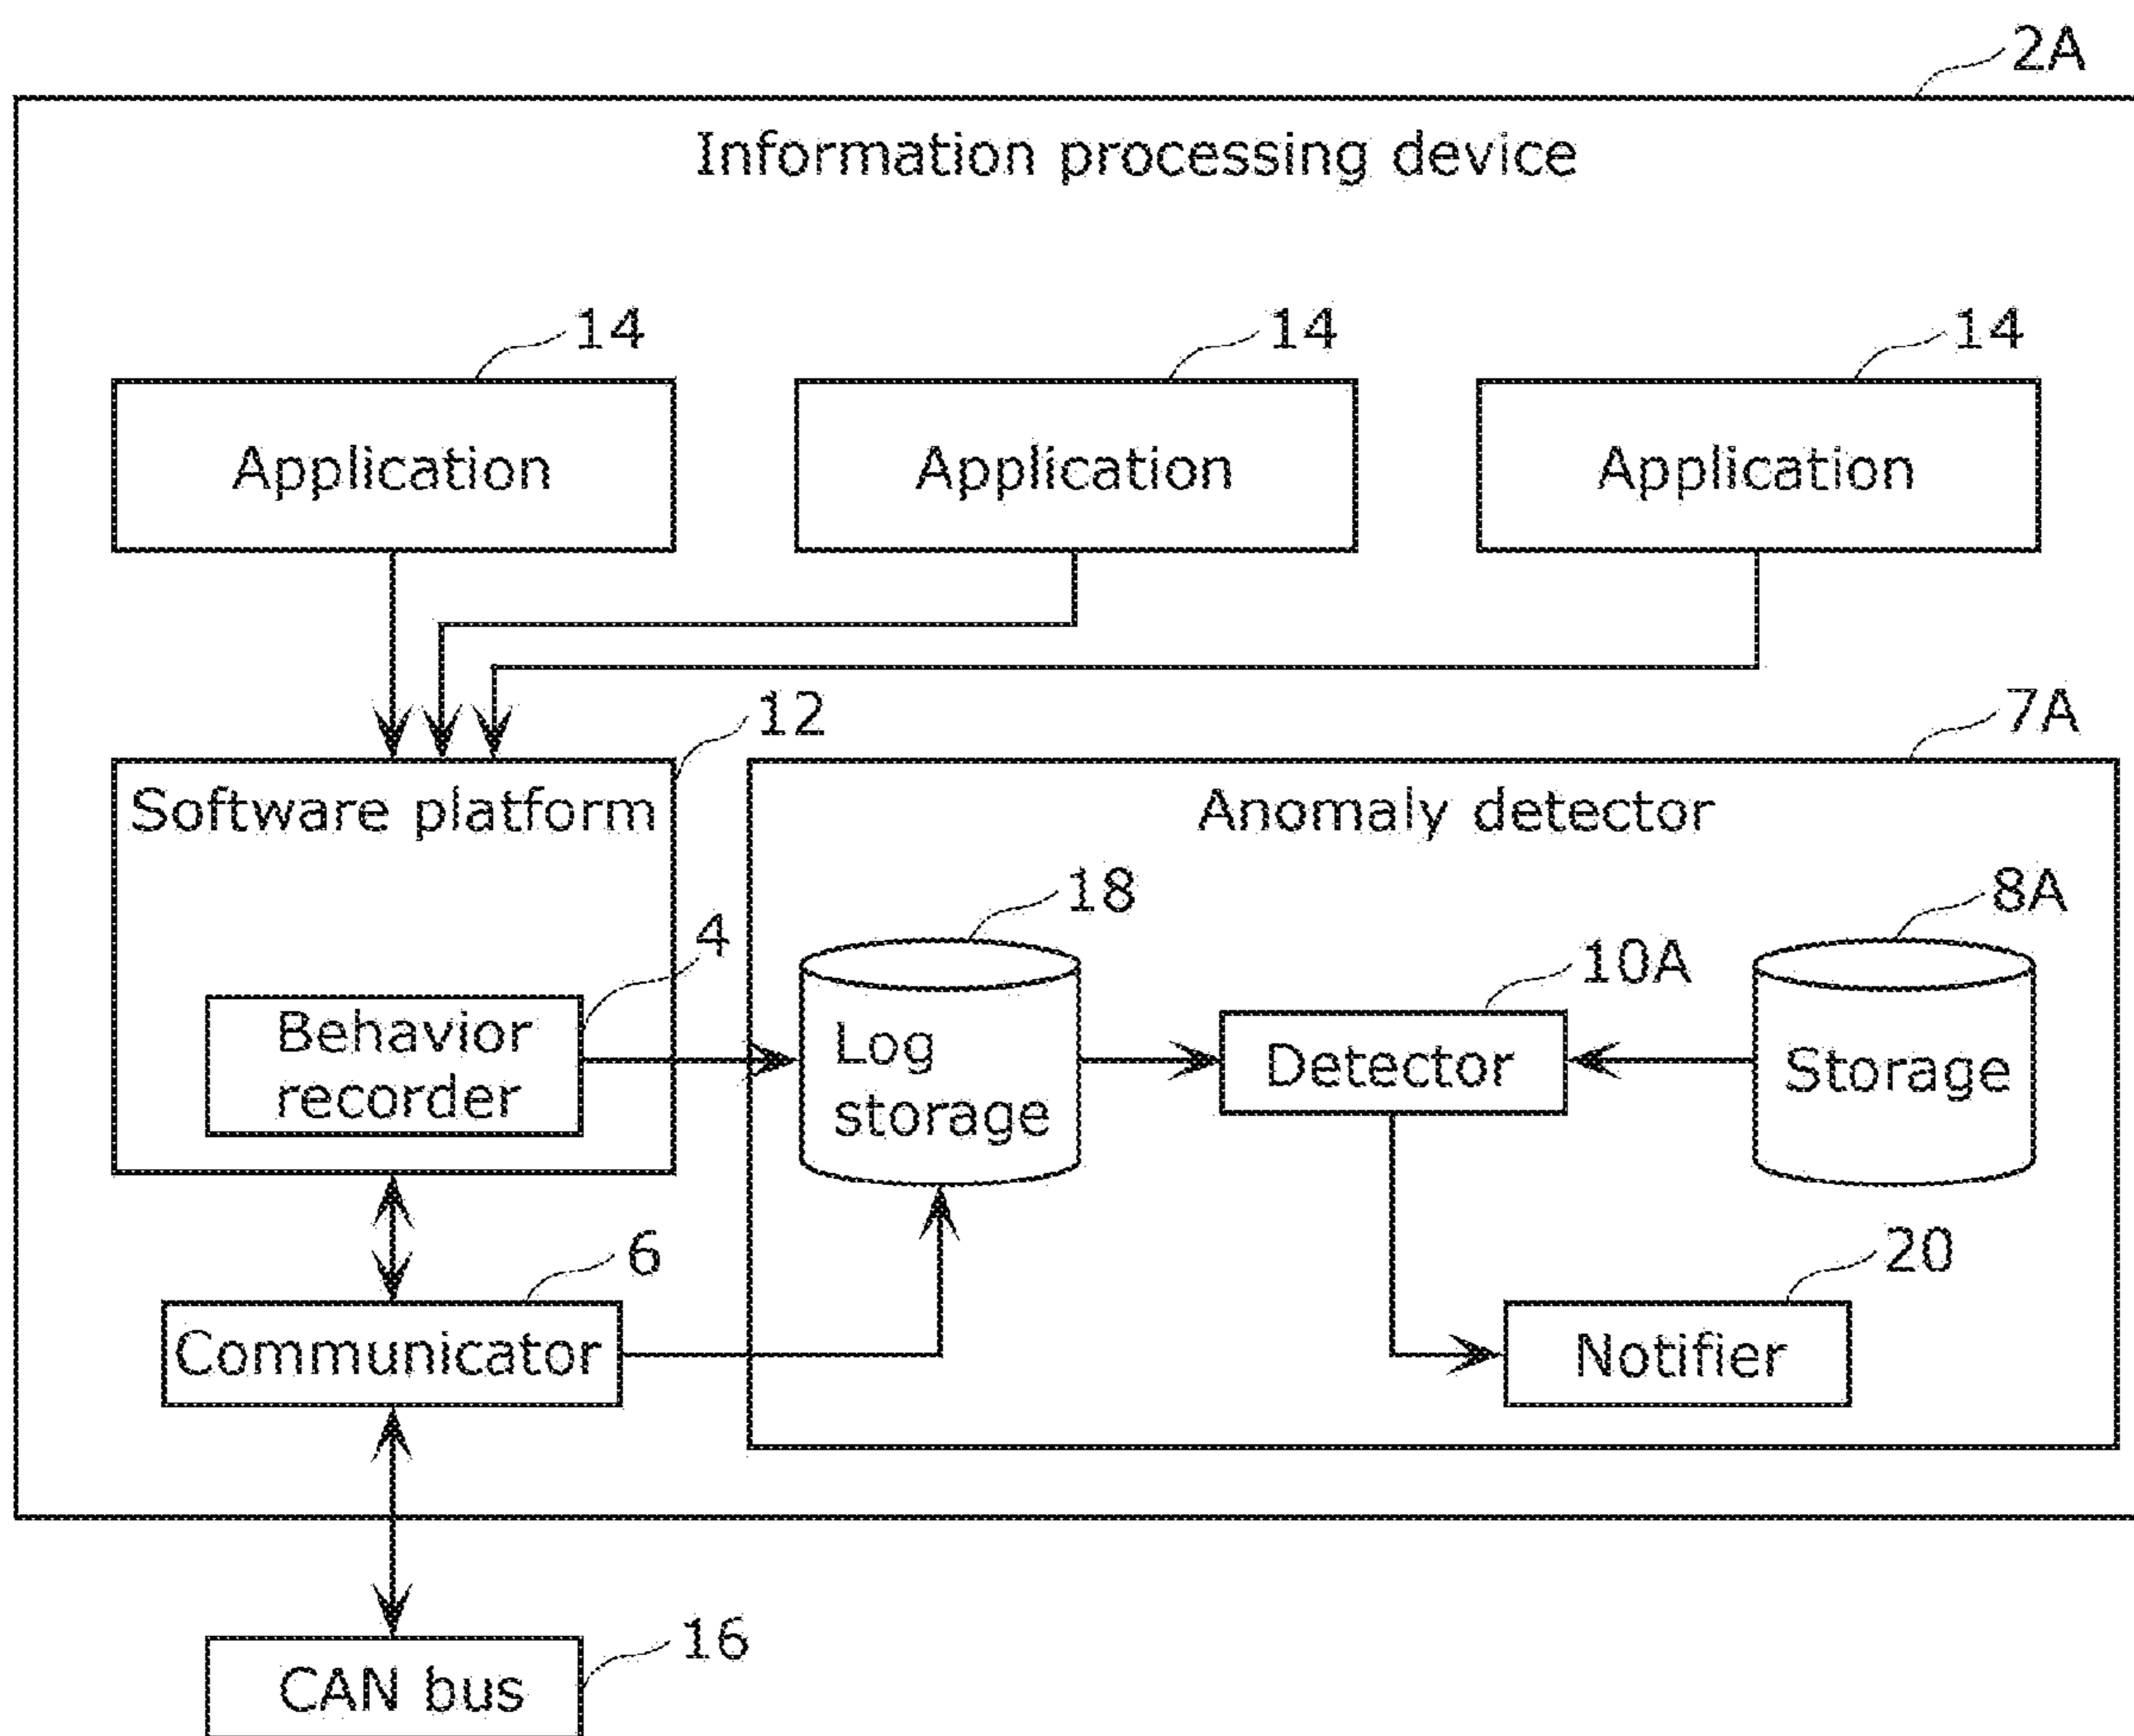 2A
Information processing device
14
14
14
Application
Application
Application
12
7A
Software platform
Anomaly detector
18
8A
4
10A
Behavior
recorder
Log
storage
Detector
Storage
6
20
Communicator
Notifier
16
CAN bus